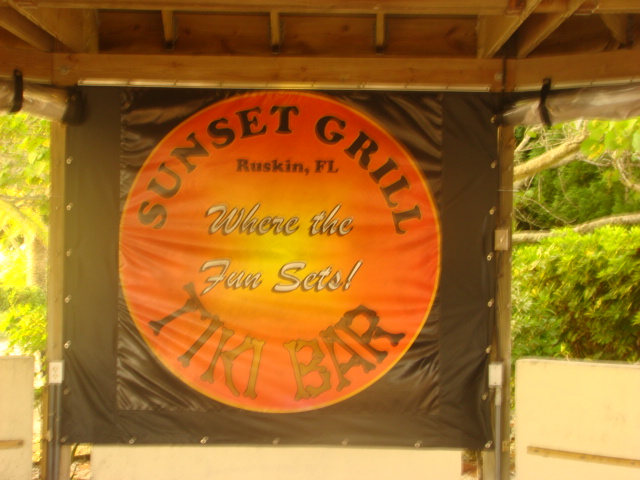 SUNSET GRILL
Ruskin, FL
Where the
Fun Sets!
TIKI BAR